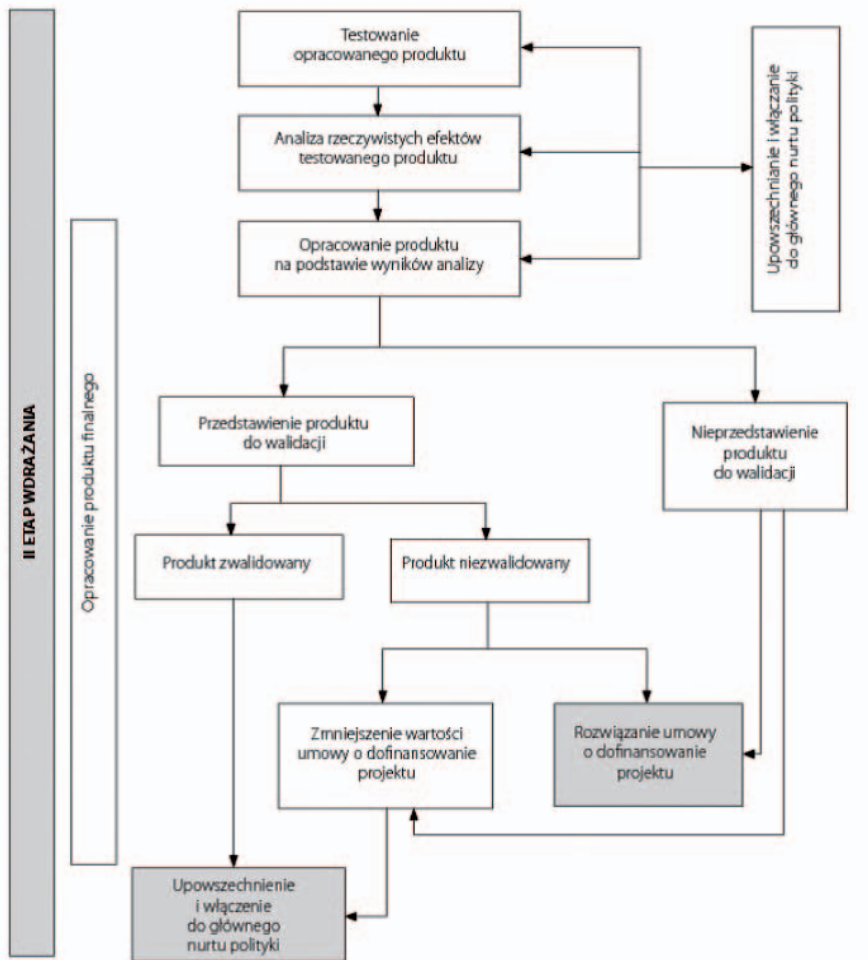 Testowanie
opracowanego produktu
Analiza rzeczywistych efektów
testowanego produktu
Opracowanie produktu
na podstawie wyników analizy
Upowszechnianie i włączanie
do głównego nurtu polityki
II ETAP WDRAŻANIA
Opracowanie produktu finalnego
Przedstawienie produktu
do walidacji
Nieprzedstawienie
produktu
do walidacji
Produkt zwalidowany
Produkt niezwalidowany
Zmniejszenie wartości
umowy o dofinansowanie
projektu
Rozwiązanie umowy
o dofinansowanie
projektu
Upowszechnienie
i włączenie
do głównego
nurtu polityki